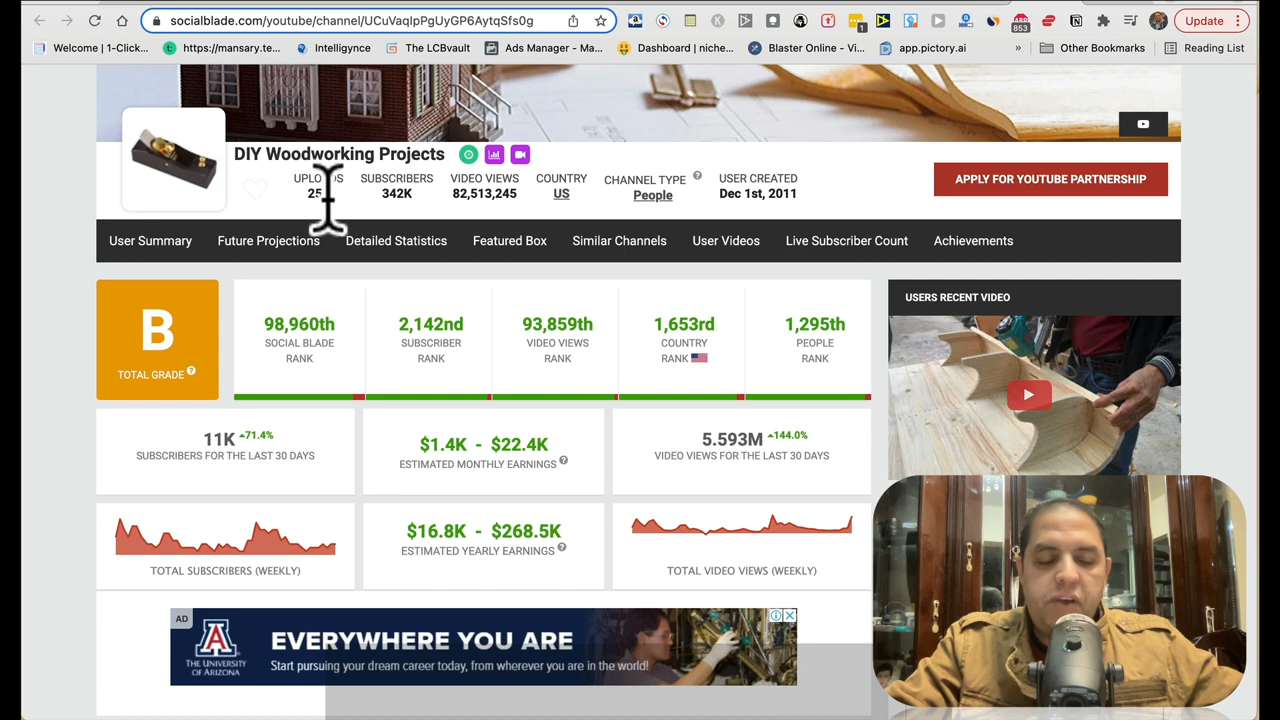 socialblade.com/youtube/channel/UCuVaqIpPgUyGP6AytqSfs0g
853
1
Update
Welcome | 1-Click...
https://mansary.te...
Intelligynce
The LCBvault
Ads Manager - Ma...
Dashboard | niche...
Blaster Online - Vi...
app.pictory.ai
»
Other Bookmarks
Reading List
DIY Woodworking Projects
SUBSCRIBERS
342K
VIDEO VIEWS
82,513,245
COUNTRY
US
CHANNEL TYPE ?
People
USER CREATED
Dec 1st, 2011
APPLY FOR YOUTUBE PARTNERSHIP
User Summary
Future Projections
Detailed Statistics
Featured Box
Similar Channels
User Videos
Live Subscriber Count
Achievements
B
TOTAL GRADE ?
98,960th
SOCIAL BLADE
RANK
2,142nd
SUBSCRIBER
RANK
93,859th
VIDEO VIEWS
RANK
1,653rd
COUNTRY
RANK
1,295th
PEOPLE
RANK
USERS RECENT VIDEO
11K 71.4%
SUBSCRIBERS FOR THE LAST 30 DAYS
$1.4K - $22.4K
ESTIMATED MONTHLY EARNINGS ?
5.593M 144.0%
VIDEO VIEWS FOR THE LAST 30 DAYS
TOTAL SUBSCRIBERS (WEEKLY)
$16.8K - $268.5K
ESTIMATED YEARLY EARNINGS ?
TOTAL VIDEO VIEWS (WEEKLY)
AD
A
THE UNIVERSITY
OF ARIZONA
EVERYWHERE YOU ARE
Start pursuing your dream career today, from wherever you are in the world!